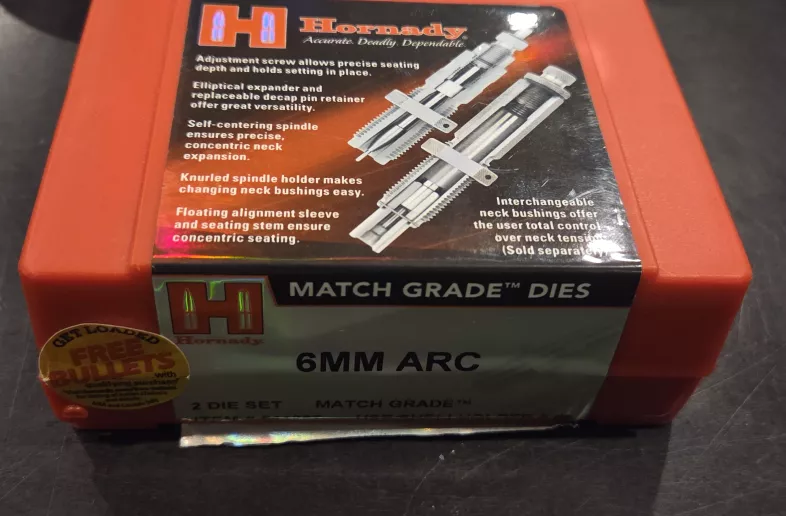 H Hornady
Accurate. Deadly. Dependable.
Adjustment screw allows precise seating
depth and holds setting in place.
Elliptical expander and
replaceable decap pin retainer
offer great versatility.
Self-centering spindle
ensures precise,
concentric neck
expansion.
Knurled spindle holder makes
changing neck bushings easy.
Floating alignment sleeve
and seating stem ensure
concentric seating.
Interchangeable
neck bushings offer
the user total control
over neck tension
(Sold separately
H
Hornady
MATCH GRADE™ DIES
GET LOADED
FREE
BULLETS
with
6MM ARC
2 DIE SET MATCH GRADE™